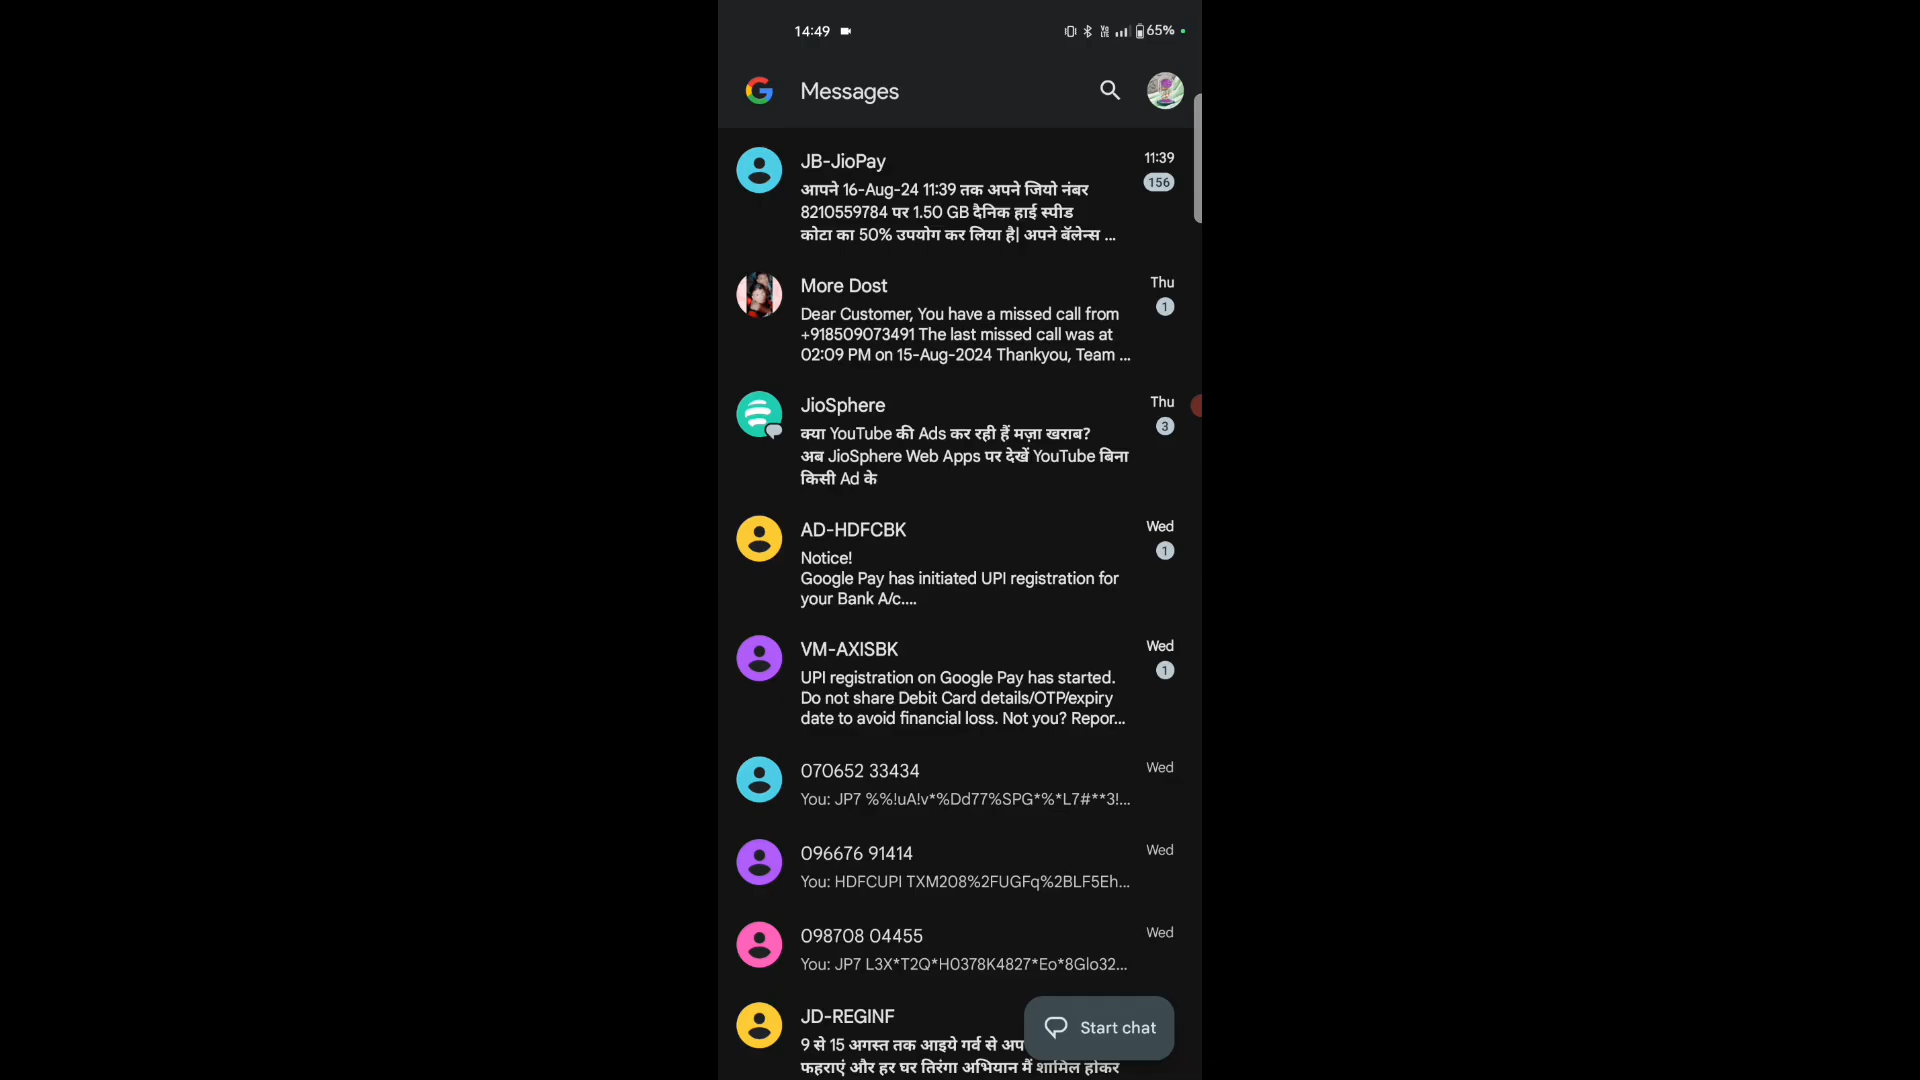 14:49
65%
Messages
JB-JioPay
11:39
आपने 16-Aug-24 11:39 तक अपने जियो नंबर
156
8210559784 पर 1.50 GB दैनिक हाई स्पीड
कोटा का 50% उपयोग कर लिया है| अपने बॅलेन्स ...
More Dost
Thu
Dear Customer, You have a missed call from
1
+918509073491 The last missed call was at
02:09 PM on 15-Aug-2024 Thankyou, Team ...
JioSphere
Thu
क्या YouTube की Ads कर रही हैं मज़ा खराब?
3
अब JioSphere Web Apps पर देखें YouTube बिना
किसी Ad के
AD-HDFCBK
Wed
Notice!
1
Google Pay has initiated UPI registration for
your Bank A/c....
VM-AXISBK
Wed
UPI registration on Google Pay has started.
1
Do not share Debit Card details/OTP/expiry
date to avoid financial loss. Not you? Repor...
070652 33434
Wed
You: JP7 %%!uA!v*%Dd77%SPG*%*L7#**3!...
096676 91414
Wed
You: HDFCUPI TXM208%2FUGFq%2BLF5Eh...
098708 04455
Wed
You: JP7 L3X*T2Q*H0378K4827*Eo*8Glo32...
JD-REGINF
Start chat
9 से 15 अगस्त तक आइये गर्व से अप
फहराएं और हर घर तिरंगा अभियान मैं शामिल होकर